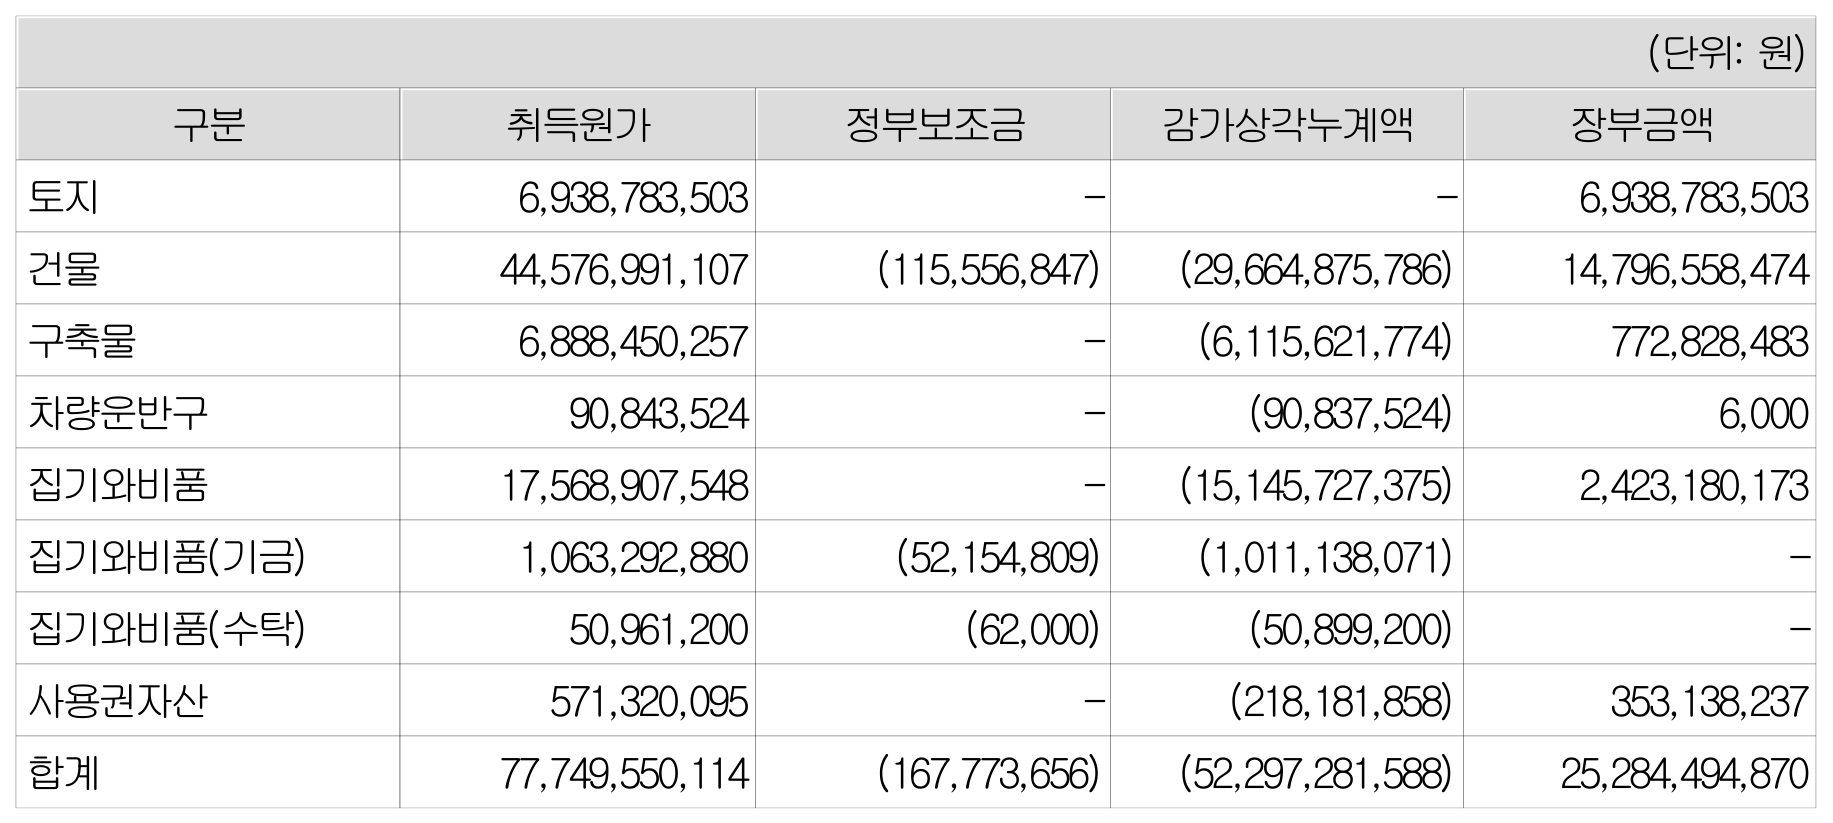 (단위: 원)
구분 취득원가 정부보조금 감가상각누계액 장부금액
토지 6,938,783,503 – – 6,938,783,503
건물 44,576,991,107 (115,556,847) (29,664,875,786) 14,796,558,474
구축물 6,888,450,257 – (6,115,621,774) 772,828,483
차량운반구 90,843,524 – (90,837,524) 6,000
집기와비품 17,568,907,548 – (15,145,727,375) 2,423,180,173
집기와비품(기금) 1,063,292,880 (52,154,809) (1,011,138,071) –
집기와비품(수탁) 50,961,200 (62,000) (50,899,200) –
사용권자산 571,320,095 – (218,181,858) 353,138,237
합계 77,749,550,114 (167,773,656) (52,297,281,588) 25,284,494,870